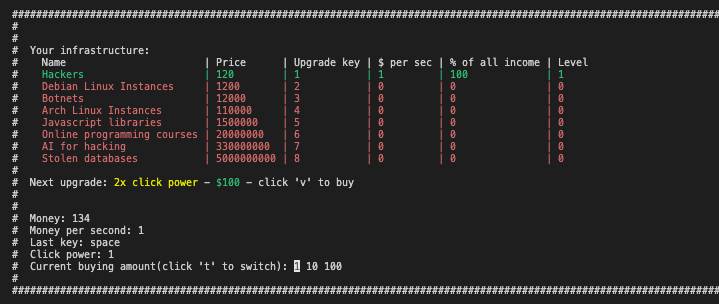 ########################################################################################################################
#
#
# Your infrastructure:
#   Name                      | Price      | Upgrade key | $ per sec | % of all income | Level
#   Hackers                   | 120        | 1           | 1         | 100             | 1
#   Debian Linux Instances    | 1200       | 2           | 0         | 0               | 0
#   Botnets                   | 12000      | 3           | 0         | 0               | 0
#   Arch Linux Instances      | 110000     | 4           | 0         | 0               | 0
#   Javascript libraries      | 1500000    | 5           | 0         | 0               | 0
#   Online programming courses | 20000000   | 6           | 0         | 0               | 0
#   AI for hacking            | 330000000  | 7           | 0         | 0               | 0
#   Stolen databases          | 5000000000 | 8           | 0         | 0               | 0
#
# Next upgrade: 2x click power – $100 – click 'v' to buy
#
#
# Money: 134
# Money per second: 1
# Last key: space
# Click power: 1
# Current buying amount(click 't' to switch): 1 10 100
#
########################################################################################################################